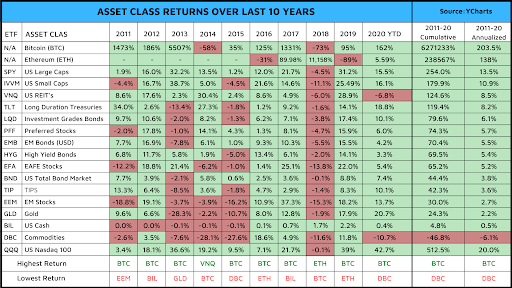 ASSET CLASS RETURNS OVER LAST 10 YEARS Source: YCharts
ETF ASSET CLASS 2011 2012 2013 2014 2015 2016 2017 2018 2019 2020 YTD 2011-20 Cumulative 2011-20 Annualized
N/A Bitcoin (BTC) 1473% 186% 5507% -58% 35% 125% 1331% -73% 95% 162% 6271233% 203.5%
N/A Ethereum (ETH) -31% 89.98% 11,158% -89% 5.59% 238567% 138%
SPY US Large Caps 1.9% 16.0% 32.2% 13.5% 1.2% 12.0% 21.7% -4.5% 31.2% 15.5% 254.0% 13.5%
IVVM US Small Caps -4.4% 16.7% 38.7% 5.0% -4.5% 21.6% 14.6% -11.1% 25.49% 16.1% 179.9% 10.9%
VNQ US REIT's 8.6% 17.6% 2.3% 30.4% 2.4% 8.6% 4.9% -6.0% 28.9% -6.8% 124.6% 8.5%
TLT Long Duration Treasuries 34.0% 2.6% -13.4% 27.3% -1.8% 1.2% 9.2% -1.6% 14.1% 18.8% 119.4% 8.2%
LQD Investment Grades Bonds 9.7% 10.6% -2.0% 8.2% -1.3% 6.2% 7.1% -3.8% 17.4% 10.1% 79.6% 6.1%
PFF Preferred Stocks -2.0% 17.8% -1.0% 14.1% 4.3% 1.3% 8.1% -4.7% 15.9% 6.0% 74.3% 5.7%
EMB EM Bonds (USD) 7.7% 16.9% -7.8% 6.1% 1.0% 9.3% 10.3% -5.5% 15.5% 4.2% 70.4% 5.5%
HYG High Yield Bonds 6.8% 11.7% 5.8% 1.9% -5.0% 13.4% 6.1% -2.0% 14.1% 3.3% 69.5% 5.4%
EFA EAFE Stocks -12.2% 18.8% 21.4% -6.2% -1.0% 1.4% 25.1% -13.8% 22.0% 5.4% 65.2% 5.2%
BND US Total Bond Market 7.7% 3.9% -2.1% 5.8% 0.6% 2.5% 3.6% -0.1% 8.8% 7.4% 44.4% 3.8%
TIP TIPS 13.3% 6.4% -8.5% 3.6% -1.8% 4.7% 2.9% -1.4% 8.3% 10.1% 42.3% 3.6%
EEM EM Stocks -18.8% 19.1% -3.7% -3.9% -16.2% 10.9% 37.3% -15.3% 18.2% 13.7% 30.0% 2.7%
GLD Gold 9.6% 6.6% -28.3% -2.2% -10.7% 8.0% 12.8% -1.9% 17.9% 20.7% 24.3% 2.2%
BIL US Cash 0.0% 0.0% -0.1% -0.1% -0.1% 0.1% 0.7% 1.7% 2.2% 0.4% 4.8% 0.5%
DBC Commodities -2.6% 3.5% -7.6% -28.1% -27.6% 18.6% 4.9% -11.6% 11.8% -10.7% -46.8% -6.1%
QQQ US Nasdaq 100 3.4% 18.1% 36.6% 19.2% 9.5% 7.1% 21.7% -0.1% 39% 42.7% 512.5% 20.0%
Highest Return BTC BTC BTC VNQ BTC BTC BTC ETH BTC BTC BTC BTC
Lowest Return EEM BIL GLD BTC DBC ETH BIL BTC ETH DBC DBC DBC